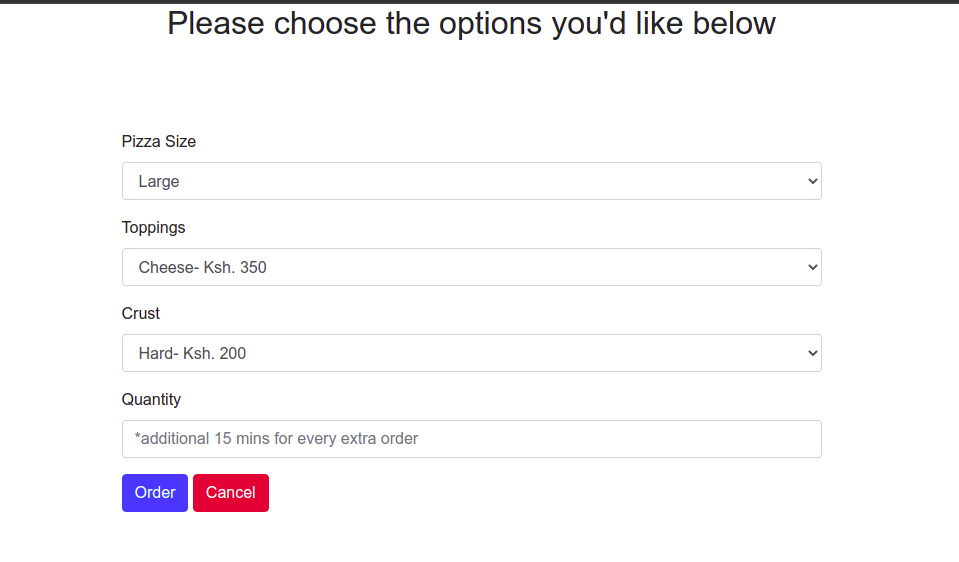 Please choose the options you'd like below
Pizza Size
Large
Toppings
Cheese- Ksh. 350
Crust
Hard- Ksh. 200
Quantity
*additional 15 mins for every extra order
Order Cancel